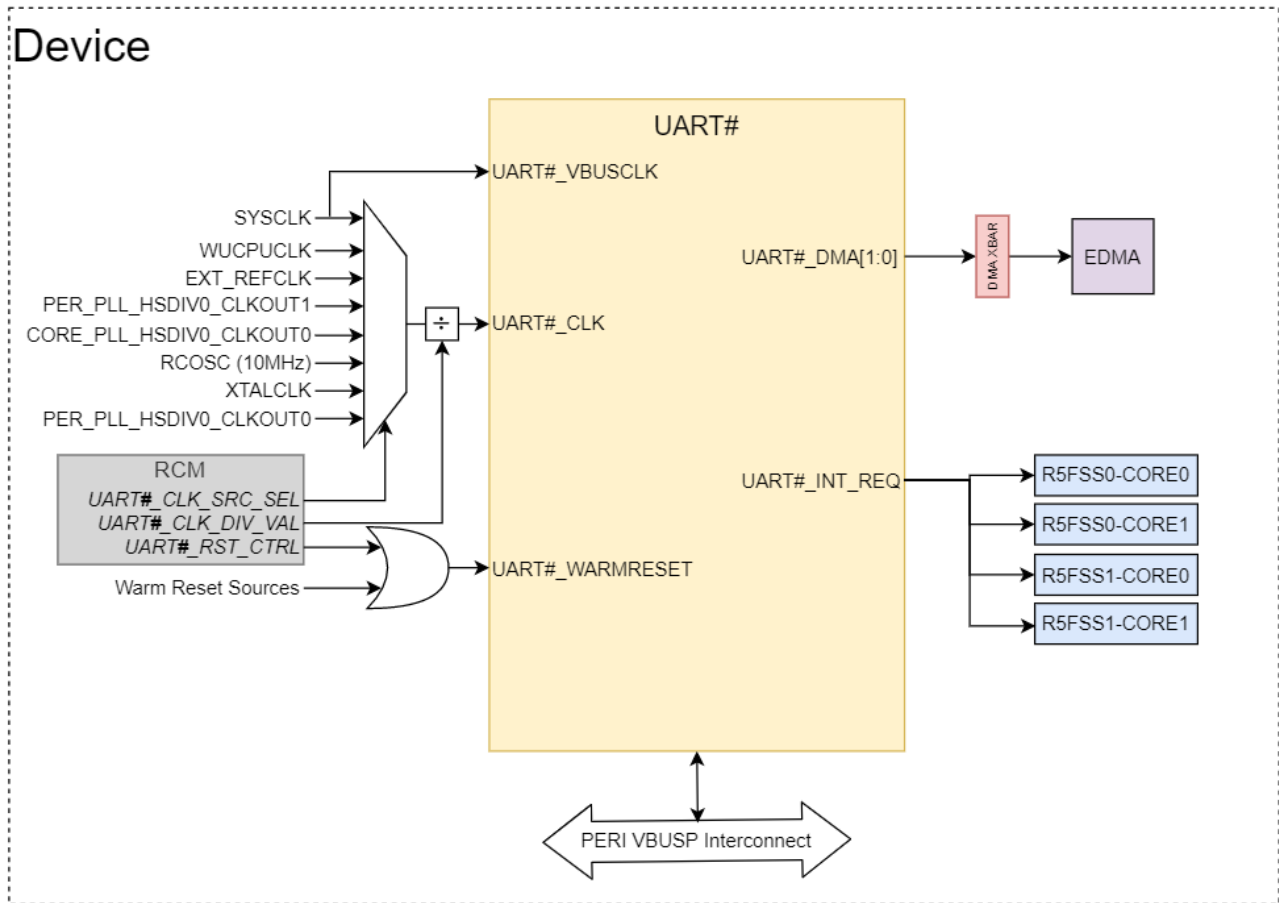 Device
UART#
UART#_VBUSCLK
SYSCLK
WUCPUCLK
EXT_REFCLK
PER_PLL_HSDIV0_CLKOUT1
CORE_PLL_HSDIV0_CLKOUT0
RCOSC (10MHz)
XTALCLK
PER_PLL_HSDIV0_CLKOUT0
÷
UART#_CLK
RCM
UART#_CLK_SRC_SEL
UART#_CLK_DIV_VAL
UART#_RST_CTRL
Warm Reset Sources
UART#_WARMRESET
UART#_DMA[1:0]
DMA XBAR
EDMA
UART#_INT_REQ
R5FSS0-CORE0
R5FSS0-CORE1
R5FSS1-CORE0
R5FSS1-CORE1
PERI VBUSP Interconnect